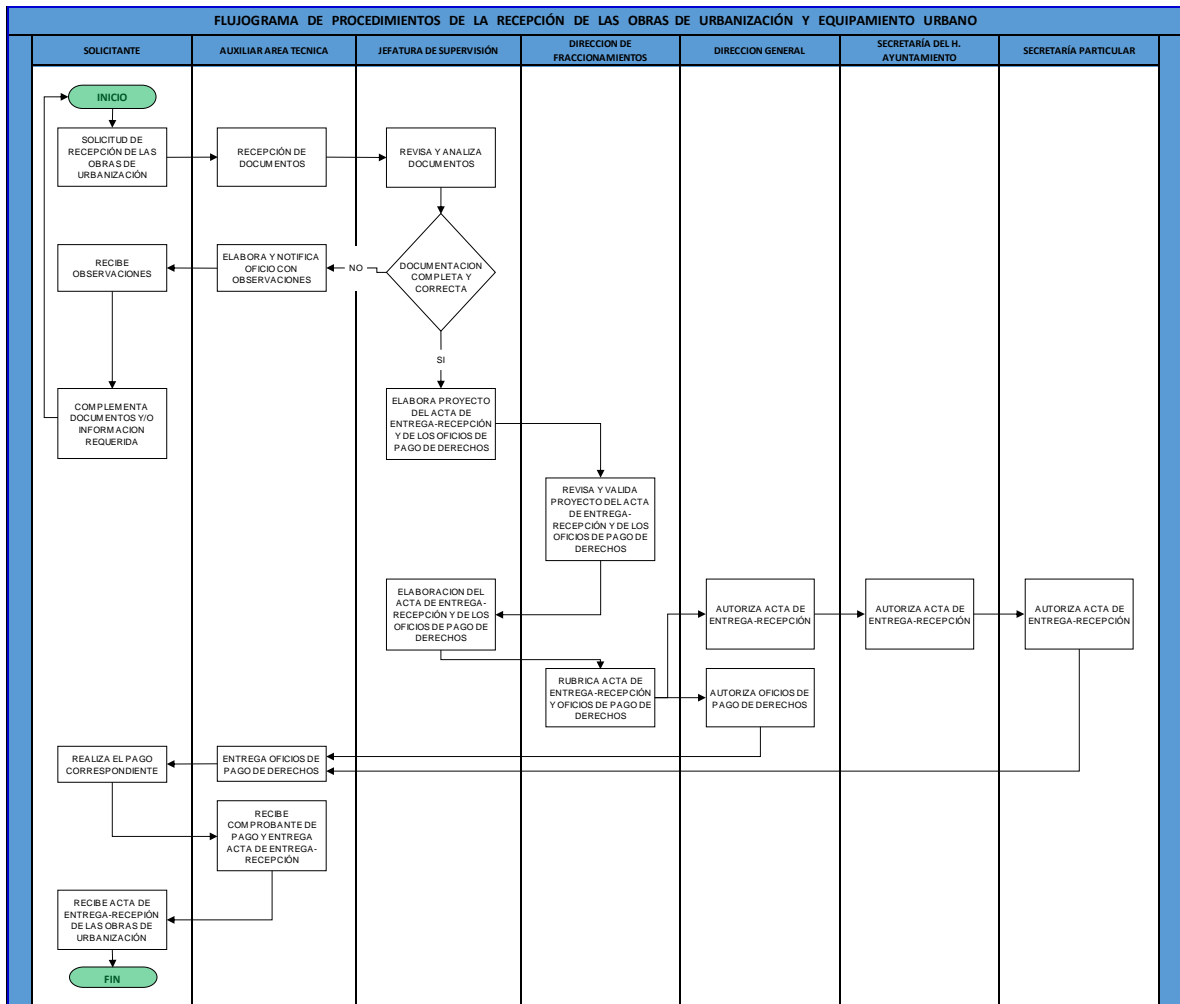 FLUJOGRAMA DE PROCEDIMIENTOS DE LA RECEPCIÓN DE LAS OBRAS DE URBANIZACIÓN Y EQUIPAMIENTO URBANO
SOLICITANTE
AUXILIAR AREA TECNICA
JEFATURA DE SUPERVISIÓN
DIRECCION DE
FRACCIONAMIENTOS
DIRECCION GENERAL
SECRETARÍA DEL H.
AYUNTAMIENTO
SECRETARÍA PARTICULAR
INICIO
SOLICITUD DE
RECEPCIÓN DE LAS
OBRAS DE
URBANIZACIÓN
RECEPCIÓN DE
DOCUMENTOS
REVISA Y ANALIZA
DOCUMENTOS
RECIBE
OBSERVACIONES
ELABORA Y NOTIFICA
OFICIO CON
OBSERVACIONES
NO
DOCUMENTACION
COMPLETA Y
CORRECTA
SI
COMPLEMENTA
DOCUMENTOS Y/O
INFORMACION
REQUERIDA
ELABORA PROYECTO
DEL ACTA DE
ENTREGA-RECEPCIÓN
Y DE LOS OFICIOS DE
PAGO DE DERECHOS
REVISA Y VALIDA
PROYECTO DEL ACTA
DE ENTREGA-
RECEPCIÓN Y DE LOS
OFICIOS DE PAGO DE
DERECHOS
ELABORACION DEL
ACTA DE ENTREGA-
RECEPCIÓN Y DE LOS
OFICIOS DE PAGO DE
DERECHOS
AUTORIZA ACTA DE
ENTREGA-RECEPCIÓN
AUTORIZA ACTA DE
ENTREGA-RECEPCIÓN
AUTORIZA ACTA DE
ENTREGA-RECEPCIÓN
RUBRICA ACTA DE
ENTREGA-RECEPCIÓN
Y OFICIOS DE PAGO DE
DERECHOS
AUTORIZA OFICIOS DE
PAGO DE DERECHOS
REALIZA EL PAGO
CORRESPONDIENTE
ENTREGA OFICIOS DE
PAGO DE DERECHOS
RECIBE
COMPROBANTE DE
PAGO Y ENTREGA
ACTA DE ENTREGA-
RECEPCIÓN
RECIBE ACTA DE
ENTREGA-RECEPIÓN
DE LAS OBRAS DE
URBANIZACIÓN
FIN